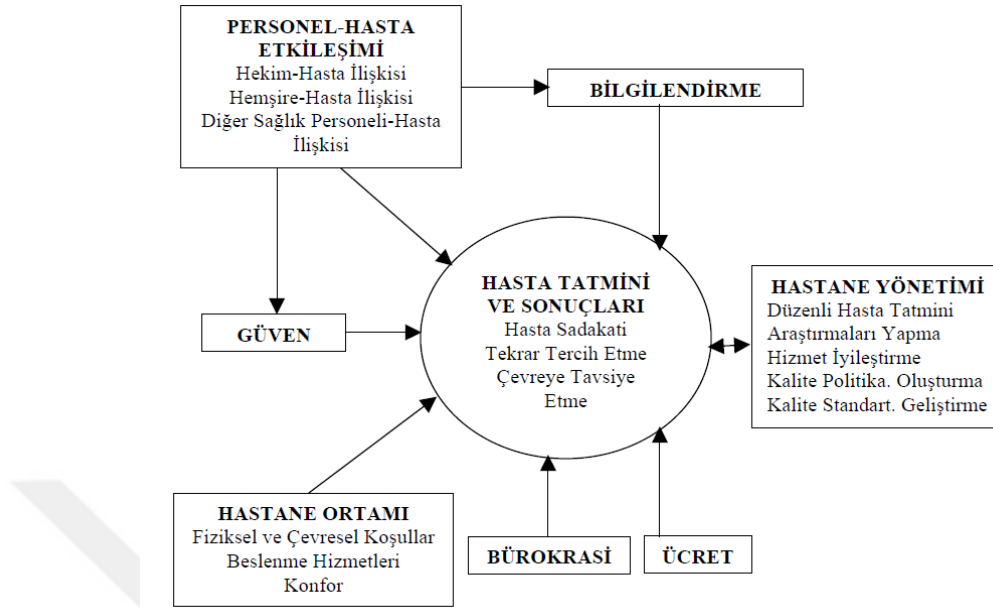 PERSONEL-HASTA
ETKİLEŞİMİ
Hekim-Hasta İlişkisi
Hemşire-Hasta İlişkisi
Diğer Sağlık Personeli-Hasta
İlişkisi
BİLGİLENDİRME
GÜVEN
HASTA TATMİNİ
VE SONUÇLARI
Hasta Sadakati
Tekrar Tercih Etme
Çevreye Tavsiye
Etme
HASTANE YÖNETİMİ
Düzenli Hasta Tatmini
Araştırmaları Yapma
Hizmet İyileştirme
Kalite Politika. Oluşturma
Kalite Standart. Geliştirme
HASTANE ORTAMI
Fiziksel ve Çevresel Koşullar
Beslenme Hizmetleri
Konfor
BÜROKRASİ
ÜCRET